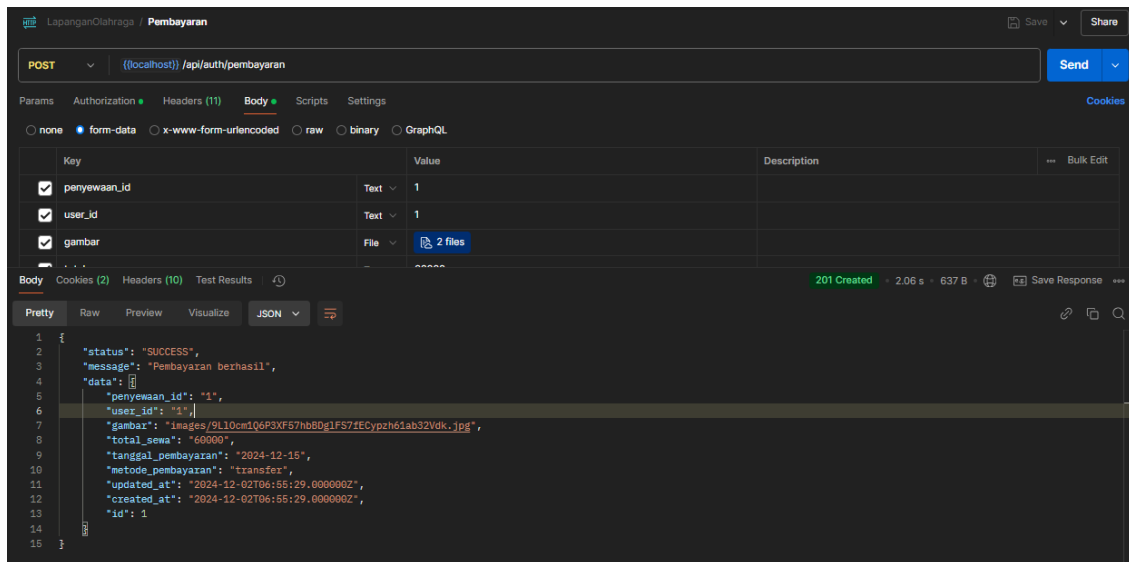 HTTP LapanganOlahraga / Pembayaran Save Share
POST {{localhost}} /api/auth/pembayaran Send
Params Authorization Headers (11) Body Scripts Settings Cookies
none form-data x-www-form-urlencoded raw binary GraphQL
Key Value Description Bulk Edit
penyewaan_id Text 1
user_id Text 1
gambar File 2 files
Body Cookies (2) Headers (10) Test Results 201 Created 2.06 s 637 B Save Response
Pretty Raw Preview Visualize JSON
1 {
2 "status": "SUCCESS",
3 "message": "Pembayaran berhasil",
4 "data": {
5 "penyewaan_id": "1",
6 "user_id": "1",
7 "gambar": "images/9LlOcm1Q6P3XF57hbBDglFS7fECypzh61ab32Vdk.jpg",
8 "total_sewa": "60000",
9 "tanggal_pembayaran": "2024-12-15",
10 "metode_pembayaran": "transfer",
11 "updated_at": "2024-12-02T06:55:29.000000Z",
12 "created_at": "2024-12-02T06:55:29.000000Z",
13 "id": 1
14 }
15 }